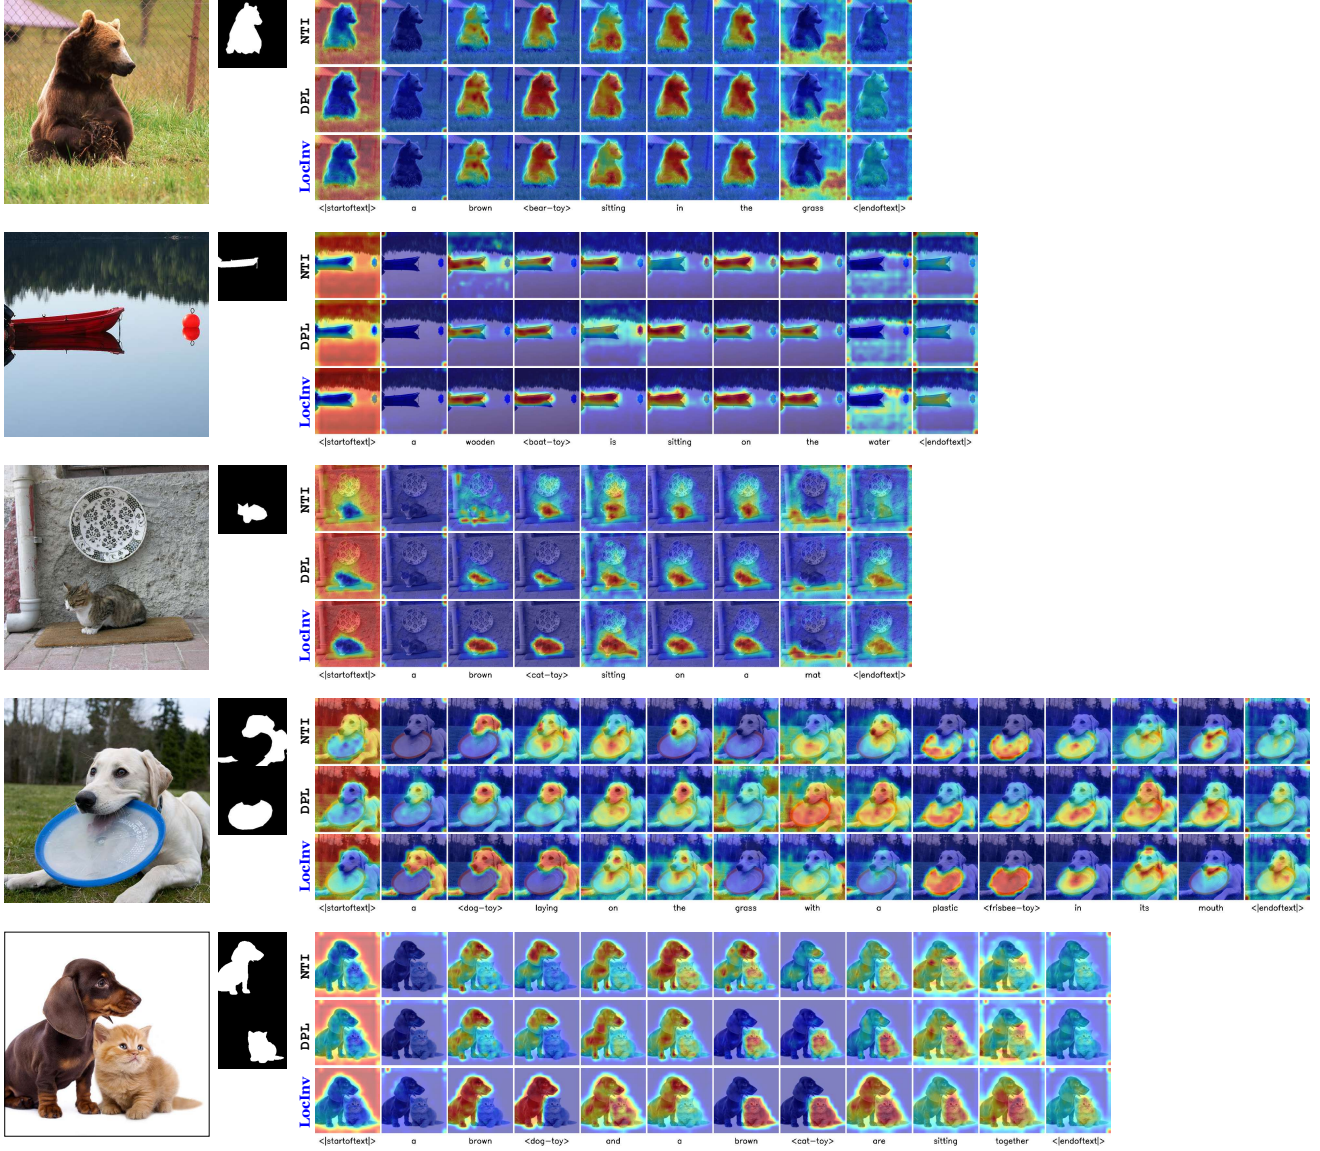 NTI
DPL
LocInv
<|startoftext|> a brown <bear-toy> sitting in the grass <|endoftext|>
NTI
DPL
LocInv
<|startoftext|> a wooden <boat-toy> is sitting on the water <|endoftext|>
NTI
DPL
LocInv
<|startoftext|> a brown <cat-toy> sitting on a mat <|endoftext|>
NTI
DPL
LocInv
<|startoftext|> a <dog-toy> laying on the grass with a plastic <frisbee-toy> in its mouth <|endoftext|>
NTI
DPL
LocInv
<|startoftext|> a brown <dog-toy> and a brown <cat-toy> are sitting together <|endoftext|>